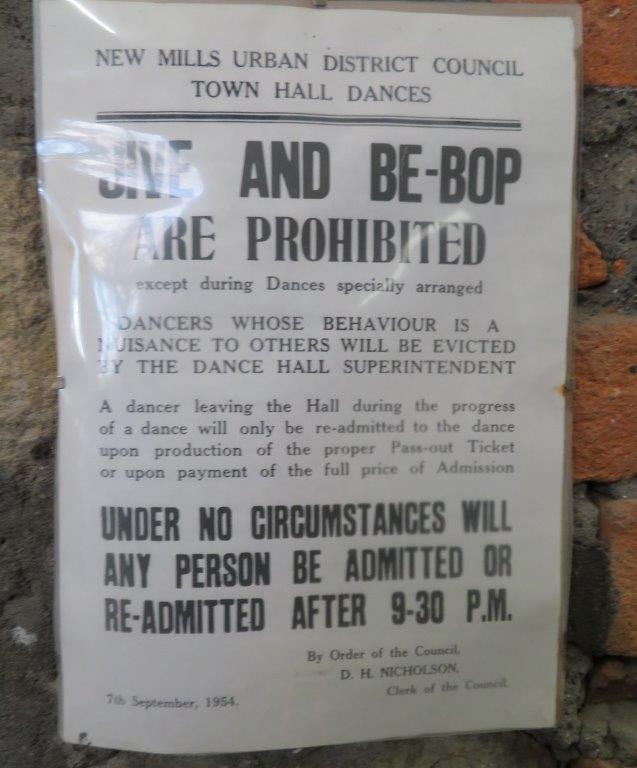 NEW MILLS URBAN DISTRICT COUNCIL
TOWN HALL DANCES
JIVE AND BE-BOP
ARE PROHIBITED
except during Dances specially arranged
DANCERS WHOSE BEHAVIOUR IS A
NUISANCE TO OTHERS WILL BE EVICTED
BY THE DANCE HALL SUPERINTENDENT
A dancer leaving the Hall during the progress
of a dance will only be re-admitted to the dance
upon production of the proper Pass-out Ticket
or upon payment of the full price of Admission
UNDER NO CIRCUMSTANCES WILL
ANY PERSON BE ADMITTED OR
RE-ADMITTED AFTER 9-30 P.M.
By Order of the Council,
D. H. NICHOLSON,
Clerk of the Council.
7th September, 1954.